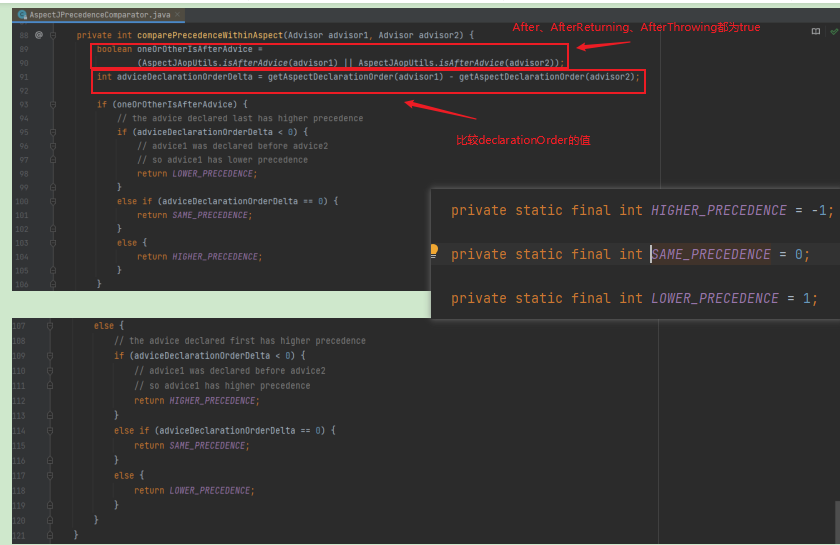 AspectJPrecedenceComparator.java
After、AfterReturning、AfterThrowing都为true
88 @ private int comparePrecedenceWithinAspect(Advisor advisor1, Advisor advisor2) {
89 boolean oneOrOtherIsAfterAdvice =
90 (AspectJAopUtils.isAfterAdvice(advisor1) || AspectJAopUtils.isAfterAdvice(advisor2));
91 int adviceDeclarationOrderDelta = getAspectDeclarationOrder(advisor1) - getAspectDeclarationOrder(advisor2);
92
93 if (oneOrOtherIsAfterAdvice) {
94 // the advice declared last has higher precedence
95 if (adviceDeclarationOrderDelta < 0) {
比较declarationOrder的值
96 // advice1 was declared before advice2
97 // so advice1 has lower precedence
98 return LOWER_PRECEDENCE;
99 }
100 else if (adviceDeclarationOrderDelta == 0) {
101 return SAME_PRECEDENCE;
102 }
103 else {
104 return HIGHER_PRECEDENCE;
105 }
106 }
private static final int HIGHER_PRECEDENCE = -1;
private static final int SAME_PRECEDENCE = 0;
private static final int LOWER_PRECEDENCE = 1;
107 else {
108 // the advice declared first has higher precedence
109 if (adviceDeclarationOrderDelta < 0) {
110 // advice1 was declared before advice2
111 // so advice1 has higher precedence
112 return HIGHER_PRECEDENCE;
113 }
114 else if (adviceDeclarationOrderDelta == 0) {
115 return SAME_PRECEDENCE;
116 }
117 else {
118 return LOWER_PRECEDENCE;
119 }
120 }
121 }